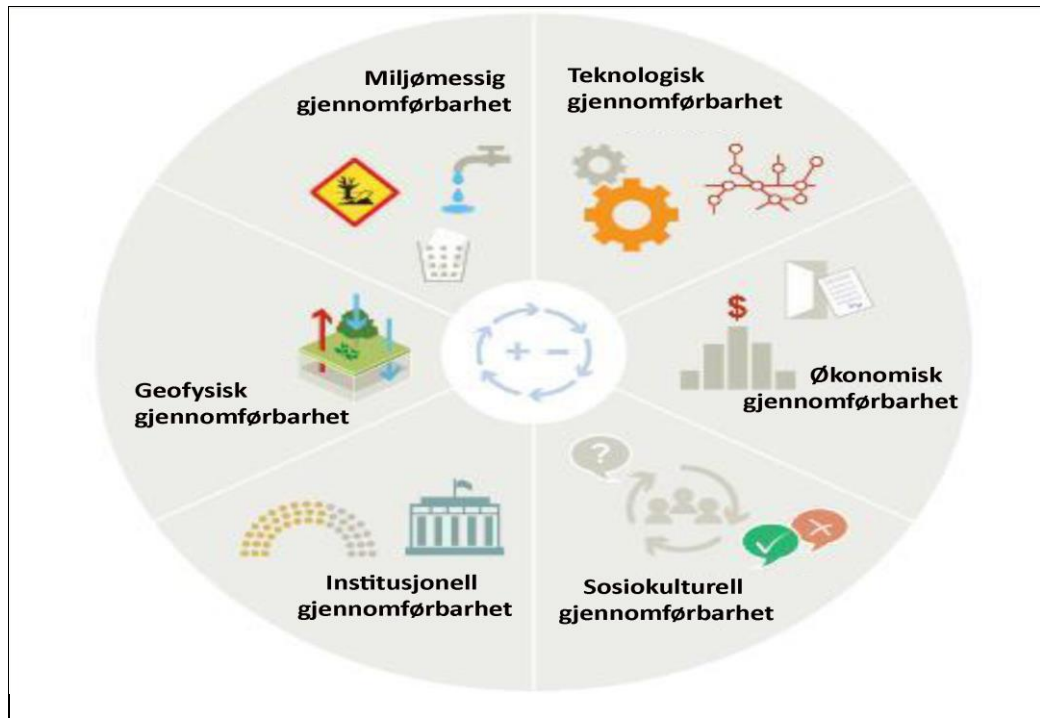 Miljømessig
gjennomførbarhet
Teknologisk
gjennomførbarhet
$
Økonomisk
gjennomførbarhet
Geofysisk
gjennomførbarhet
+ −
?
Institusjonell
gjennomførbarhet
Sosiokulturell
gjennomførbarhet